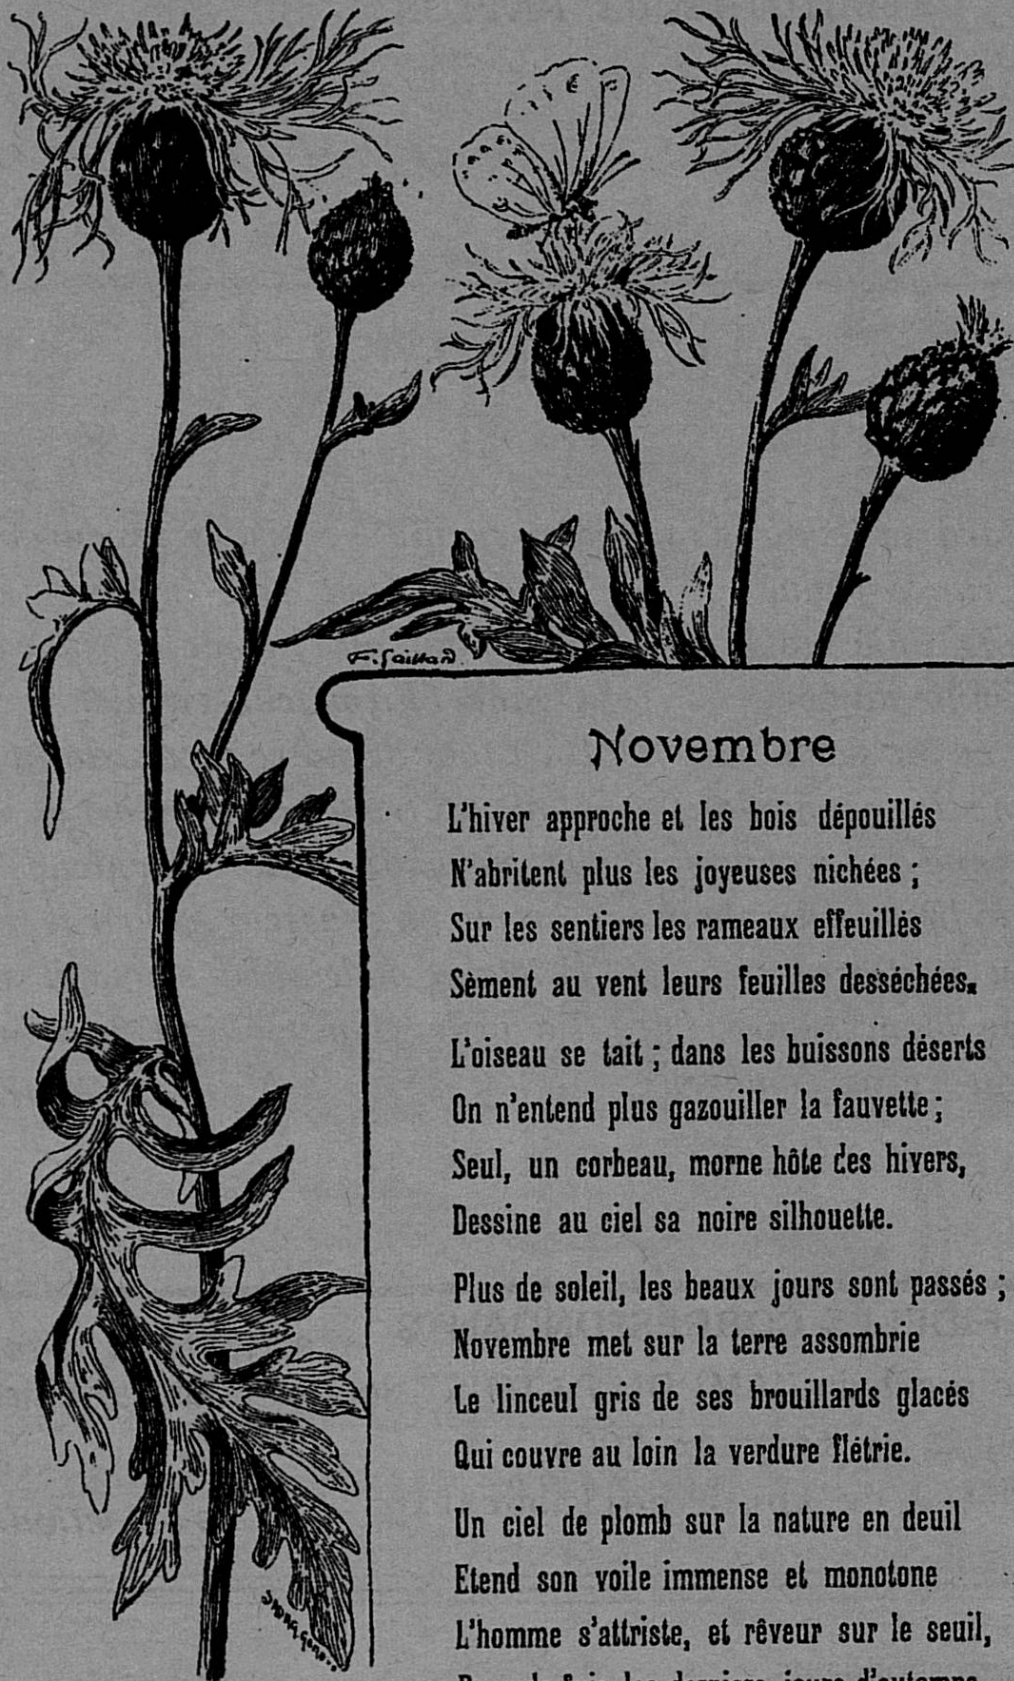 F. Gaillard
Novembre
L'hiver approche et les bois dépouillés
N'abritent plus les joyeuses nichées ;
Sur les sentiers les rameaux effeuillés
Sèment au vent leurs feuilles desséchées.
L'oiseau se tait ; dans les buissons déserts
On n'entend plus gazouiller la fauvette ;
Seul, un corbeau, morne hôte des hivers,
Dessine au ciel sa noire silhouette.
Plus de soleil, les beaux jours sont passés ;
Novembre met sur la terre assombrie
Le linceul gris de ses brouillards glacés
Qui couvre au loin la verdure flétrie.
Un ciel de plomb sur la nature en deuil
Etend son voile immense et monotone
L'homme s'attriste, et rêveur sur le seuil,
derniers jours d'automne